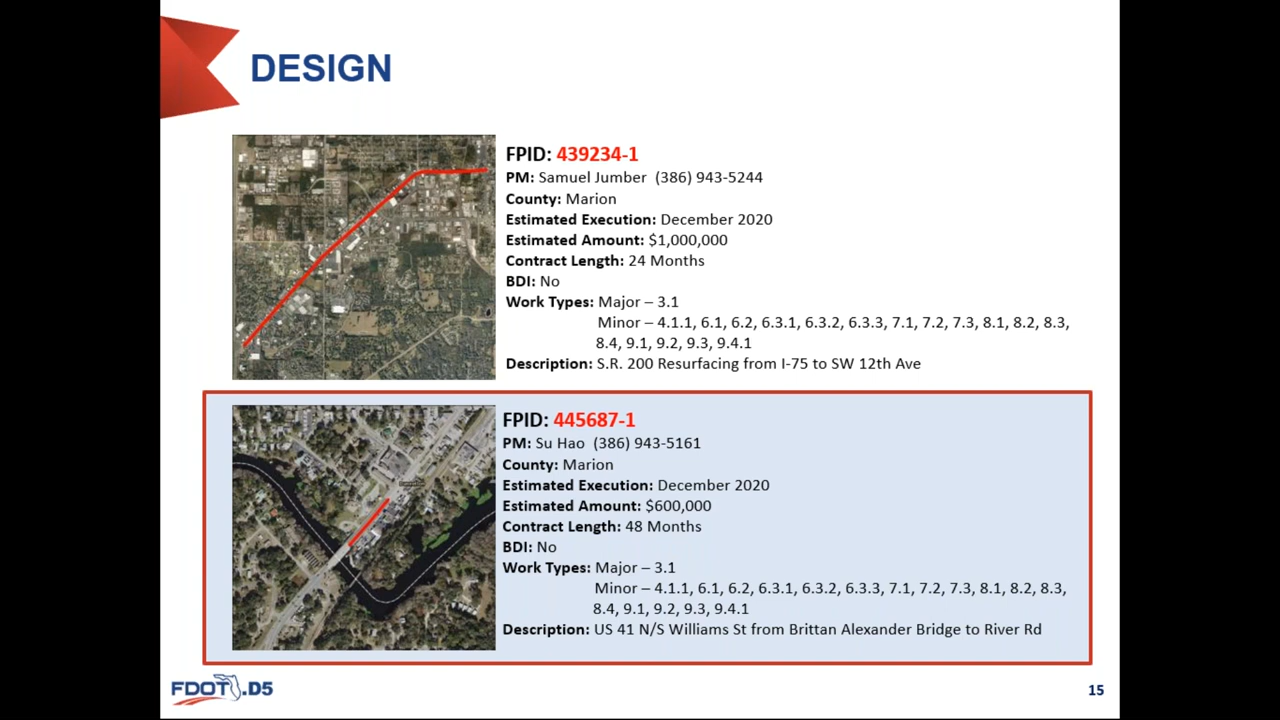 DESIGN
FPID: 439234-1
PM: Samuel Jumber (386) 943-5244
County: Marion
Estimated Execution: December 2020
Estimated Amount: $1,000,000
Contract Length: 24 Months
BDI: No
Work Types: Major – 3.1
Minor – 4.1.1, 6.1, 6.2, 6.3.1, 6.3.2, 6.3.3, 7.1, 7.2, 7.3, 8.1, 8.2, 8.3,
8.4, 9.1, 9.2, 9.3, 9.4.1
Description: S.R. 200 Resurfacing from I-75 to SW 12th Ave
FPID: 445687-1
PM: Su Hao (386) 943-5161
County: Marion
Estimated Execution: December 2020
Estimated Amount: $600,000
Contract Length: 48 Months
BDI: No
Work Types: Major – 3.1
Minor – 4.1.1, 6.1, 6.2, 6.3.1, 6.3.2, 6.3.3, 7.1, 7.2, 7.3, 8.1, 8.2, 8.3,
8.4, 9.1, 9.2, 9.3, 9.4.1
Description: US 41 N/S Williams St from Brittan Alexander Bridge to River Rd
FDOT.D5
15